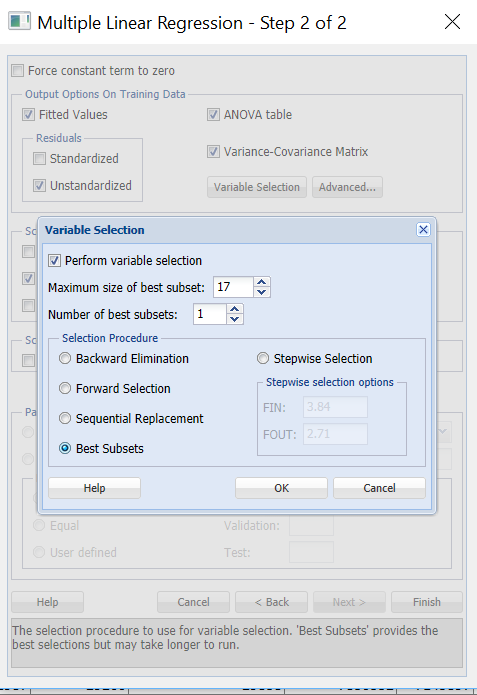 Multiple Linear Regression - Step 2 of 2
Force constant term to zero
Output Options On Training Data
Fitted Values
ANOVA table
Residuals
Standardized
Variance-Covariance Matrix
Unstandardized
Variable Selection
Advanced...
Sc
Variable Selection
Perform variable selection
Maximum size of best subset: 17
Number of best subsets: 1
Selection Procedure
Backward Elimination
Stepwise Selection
Forward Selection
Stepwise selection options
FIN: 3.84
Sequential Replacement
FOUT: 2.71
Best Subsets
Help
OK
Cancel
Sc
Pa
Equal
Validation:
User defined
Test:
Help
Cancel
< Back
Next >
Finish
The selection procedure to use for variable selection. 'Best Subsets' provides the
best selections but may take longer to run.